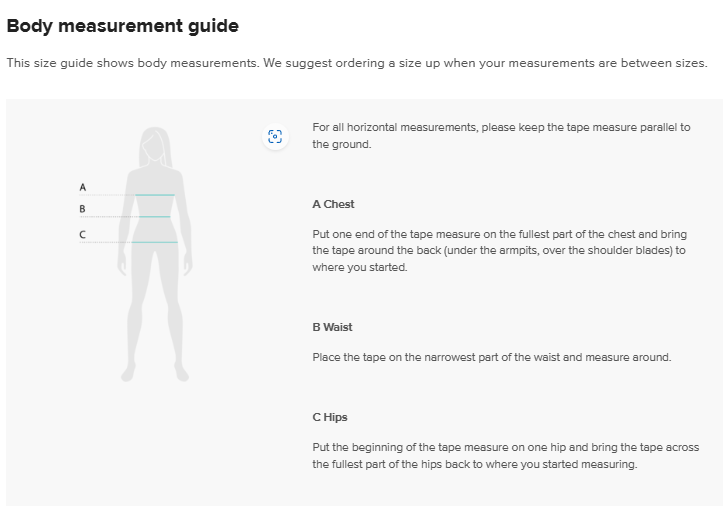 Body measurement guide
This size guide shows body measurements. We suggest ordering a size up when your measurements are between sizes.
For all horizontal measurements, please keep the tape measure parallel to
the ground.
A
B
C
A Chest
Put one end of the tape measure on the fullest part of the chest and bring
the tape around the back (under the armpits, over the shoulder blades) to
where you started.
B Waist
Place the tape on the narrowest part of the waist and measure around.
C Hips
Put the beginning of the tape measure on one hip and bring the tape across
the fullest part of the hips back to where you started measuring.